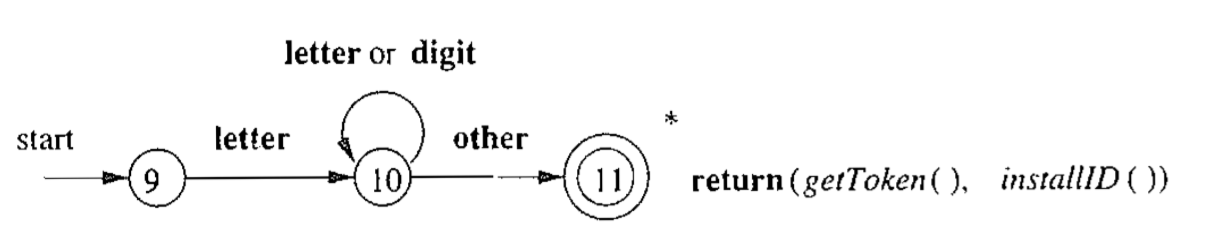 letter or digit
start letter other *
9 10 11 return(getToken(), installID())